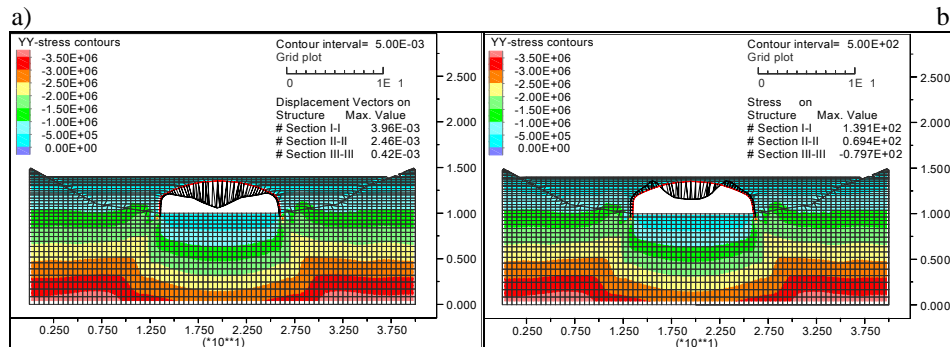 a)
b
YY-stress contours
-3.50E+06
-3.00E+06
-2.50E+06
-2.00E+06
-1.50E+06
-1.00E+06
-5.00E+05
0.00E+00
Contour interval= 5.00E-03
Grid plot
0 1E 1
Displacement Vectors on
Structure Max. Value
# Section I-I 3.96E-03
# Section II-II 2.46E-03
# Section III-III 0.42E-03
2.500
2.000
1.500
1.000
0.500
0.000
0.250 0.750 1.250 1.750 2.250 2.750 3.250 3.750
(*10**1)
YY-stress contours
-3.50E+06
-3.00E+06
-2.50E+06
-2.00E+06
-1.50E+06
-1.00E+06
-5.00E+05
0.00E+00
Contour interval= 5.00E+02
Grid plot
0 1E 1
Stress on
Structure Max. Value
# Section I-I 1.391E+02
# Section II-II 0.694E+02
# Section III-III -0.797E+02
2.500
2.000
1.500
1.000
0.500
0.000
0.250 0.750 1.250 1.750 2.250 2.750 3.250 3.750
(*10**1)